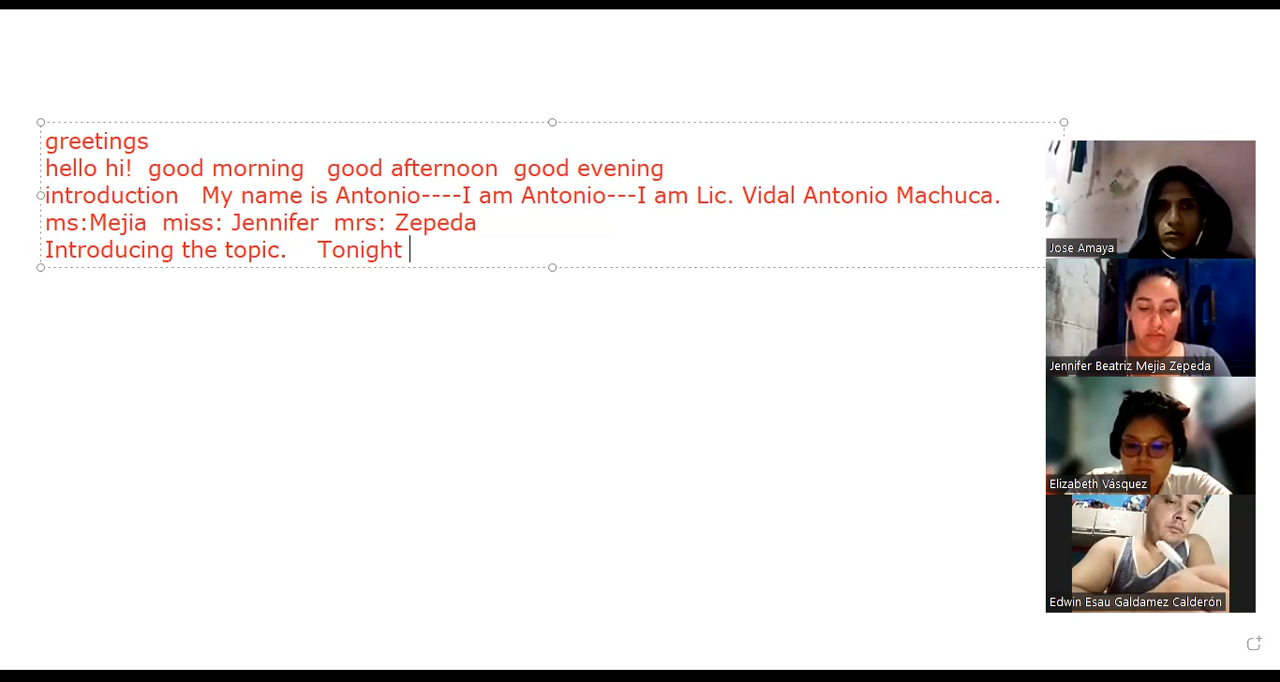 greetings
hello hi!  good morning   good afternoon  good evening
introduction   My name is Antonio----I am Antonio---I am Lic. Vidal Antonio Machuca.
ms:Mejia  miss: Jennifer  mrs: Zepeda
Introducing the topic.    Tonight
Jose Amaya
Jennifer Beatriz Mejia Zepeda
Elizabeth Vásquez
Edwin Esau Galdamez Calderón